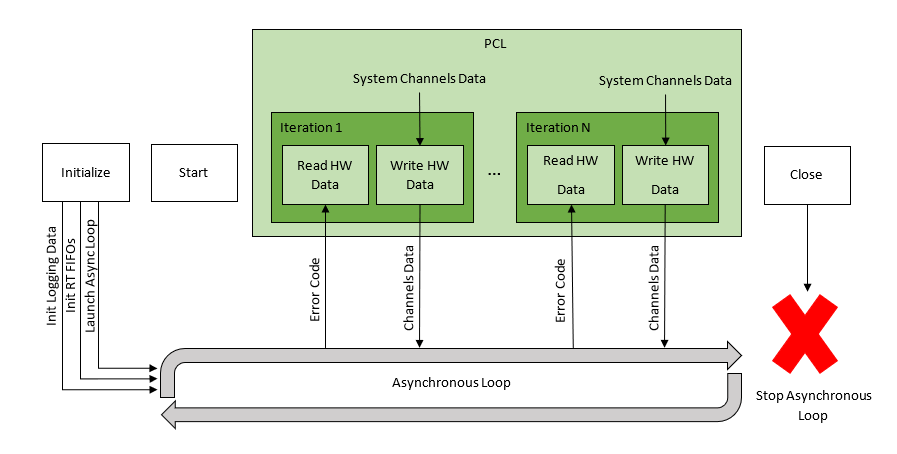 PCL
System Channels Data
System Channels Data
Iteration 1
Iteration N
Initialize
Start
Read HW
Data
Write HW
Data
...
Read HW
Data
Write HW
Data
Close
Init Logging Data
Init RT FIFOs
Launch Async Loop
Error Code
Channels Data
Error Code
Channels Data
Asynchronous Loop
Stop Asynchronous
Loop